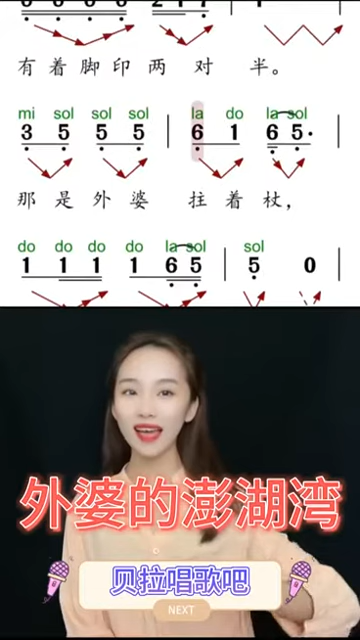 有着脚印两对半。
mi sol sol sol la do la sol
3 5 5 5 | 6 1 6 5· |
那是外婆拄着杖，
do do do do la sol sol
1 1 1 1 6 5 | 5 0 |
外婆的澎湖湾
贝拉唱歌吧
NEXT